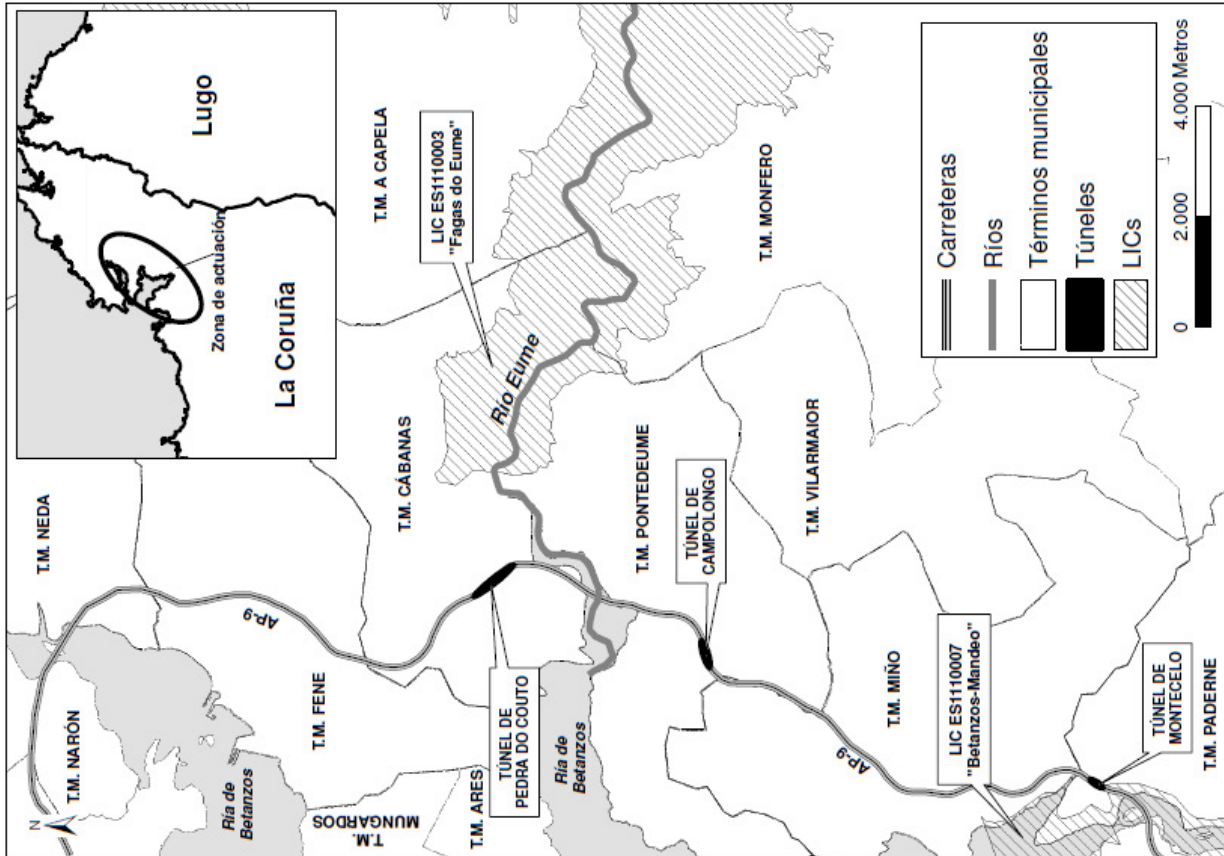 Lugo
La Coruña
Zona de actuación
N
T.M. NEDA
T.M. NARÓN
AP-9
T.M. FENE
Ría de
Betanzos
T.M.
MUNGARDOS
T.M. ARES
T.M. CÁBANAS
T.M. A CAPELA
LIC ES1110003
"Fagas do Eume"
Río Eume
TÚNEL DE
PEDRA DO COUTO
Ría de
Betanzos
T.M. PONTEDEUME
T.M. MONFERO
TÚNEL DE
CAMPOLONGO
T.M. VILARMAIOR
T.M. MIÑO
AP-9
LIC ES1110007
"Betanzos-Mandeo"
TÚNEL DE
MONTECELO
T.M. PADERNE
Carreteras
Ríos
Términos municipales
Túneles
LICs
0 2.000 4.000 Metros